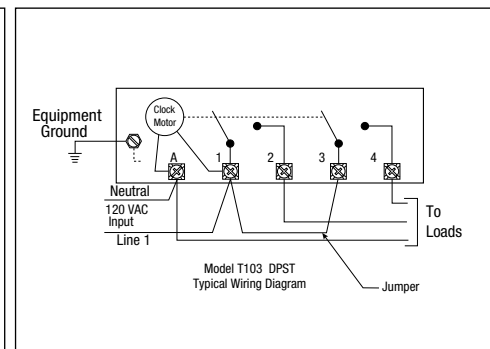 Clock
Motor
Equipment
Ground
A
1
2
3
4
Neutral
120 VAC
Input
Line 1
To
Loads
Model T103 DPST
Typical Wiring Diagram
Jumper